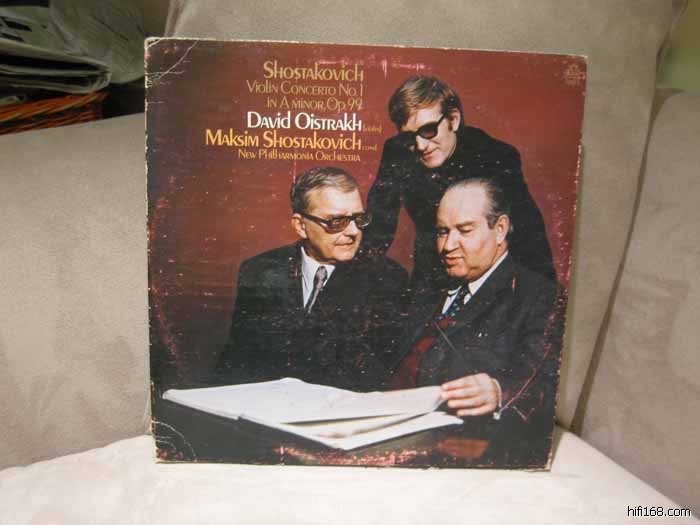 Shostakovich
Violin Concerto No. 1
in A minor, Op. 99
David Oistrakh (violin)
Maksim Shostakovich (cond)
New Philharmonia Orchestra
hifi168.com